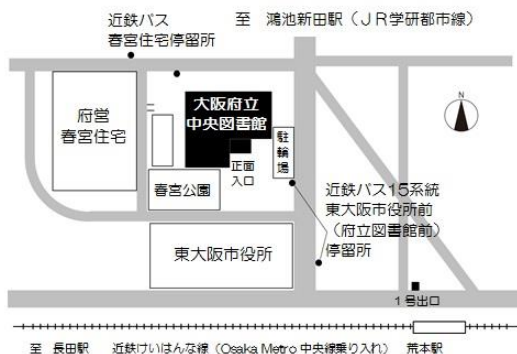 近鉄バス
春宮住宅停留所
至 鴻池新田駅（ＪＲ学研都市線）
府営
春宮住宅
大阪府立
中央図書館
駐輪場
正面
入口
N
春宮公園
近鉄バス15系統
東大阪市役所前
（府立図書館前）
停留所
東大阪市役所
１号出口
至 長田駅 近鉄けいはんな線（Osaka Metro 中央線乗り入れ） 荒本駅